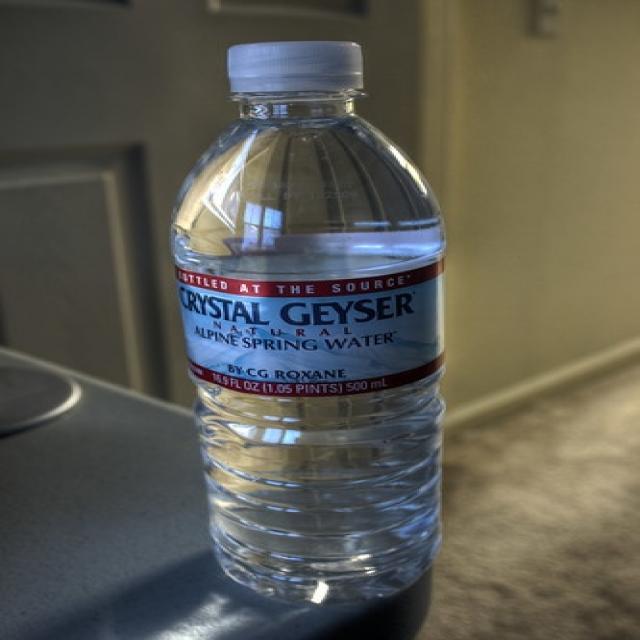 BOTTLED AT THE SOURCE
CRYSTAL GEYSER
NATURAL
ALPINE SPRING WATER
BY CG ROXANE
16.9 FL OZ (1.05 PINTS) 500 mL